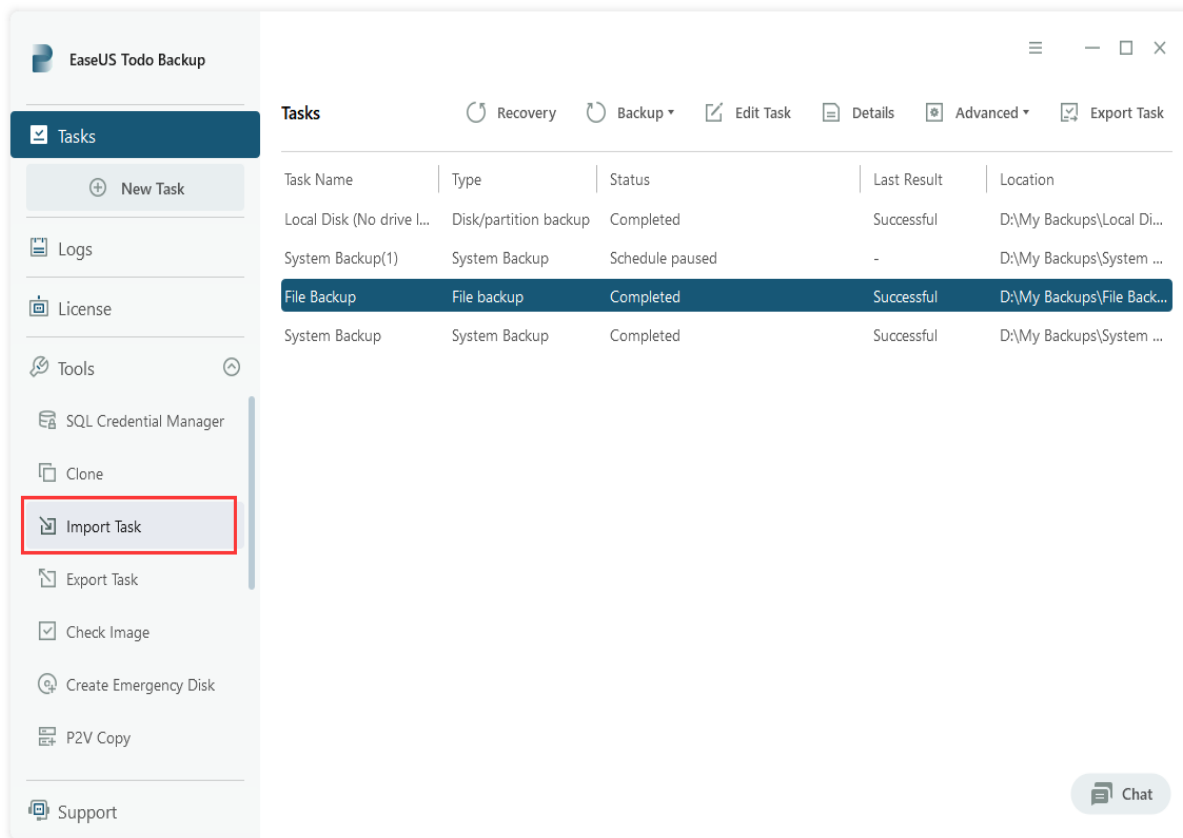 EaseUS Todo Backup
Tasks
New Task
Logs
License
Tools
SQL Credential Manager
Clone
Import Task
Export Task
Check Image
Create Emergency Disk
P2V Copy
Support
Tasks Recovery Backup Edit Task Details Advanced Export Task
Task Name Type Status Last Result Location
Local Disk (No drive l... Disk/partition backup Completed Successful D:\My Backups\Local Di...
System Backup(1) System Backup Schedule paused - D:\My Backups\System ...
File Backup File backup Completed Successful D:\My Backups\File Back...
System Backup System Backup Completed Successful D:\My Backups\System ...
Chat